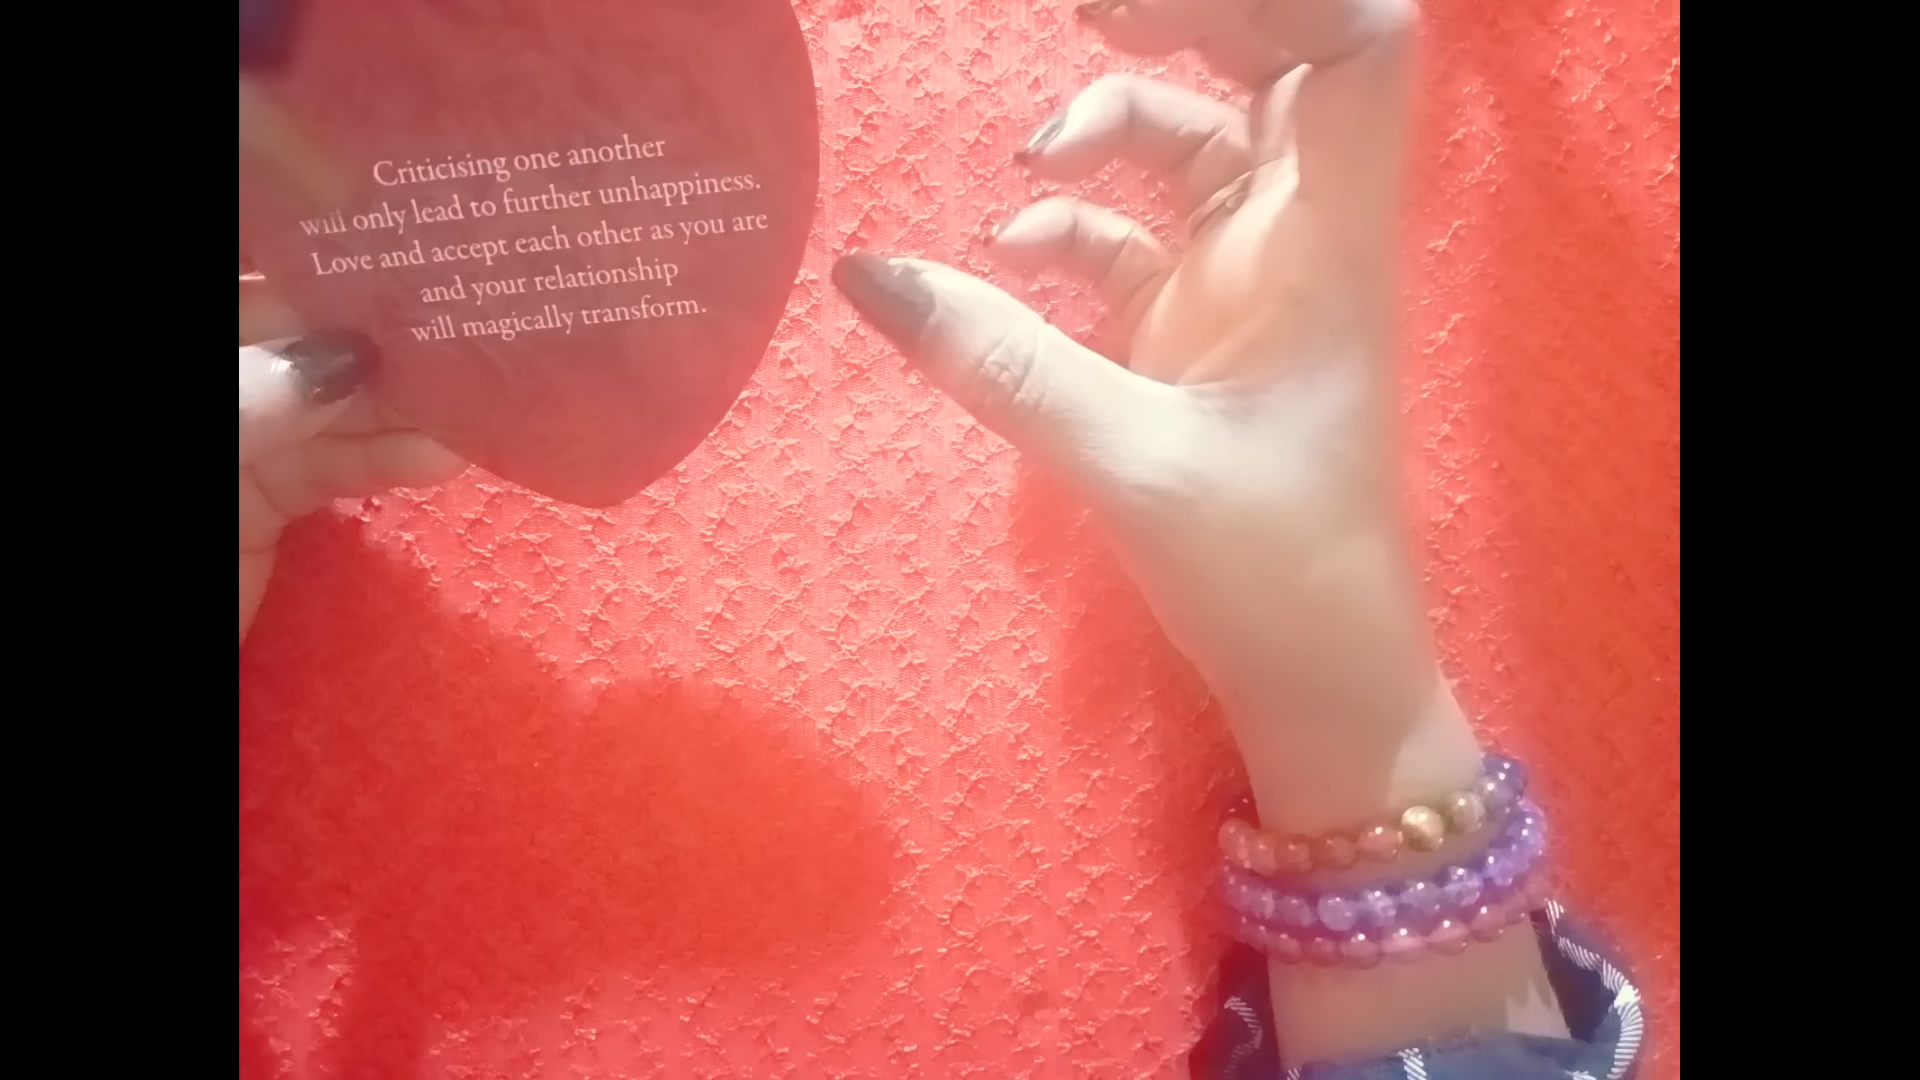 Criticising one another
will only lead to further unhappiness.
Love and accept each other as you are
and your relationship
will magically transform.